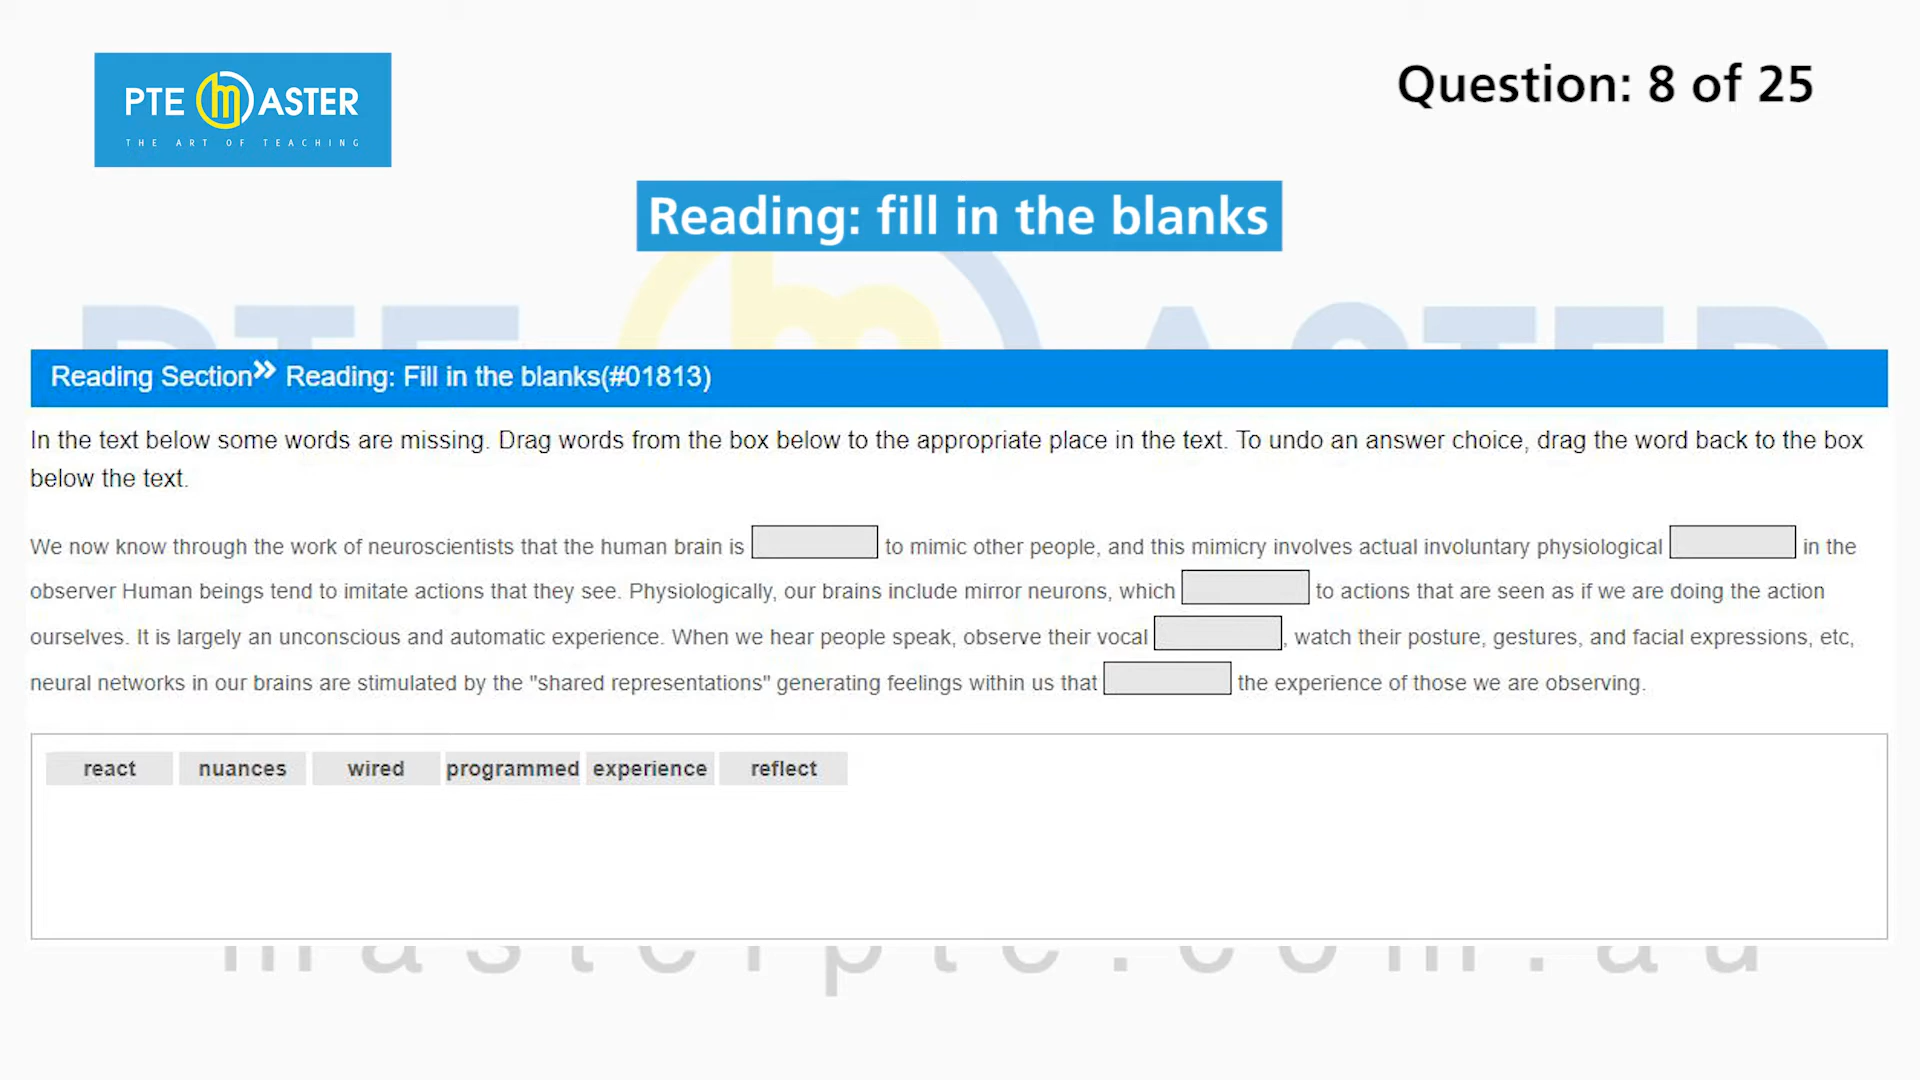 PTE MASTER
THE ART OF TEACHING
Question: 8 of 25
Reading: fill in the blanks
PTE m ASTER
Reading Section» Reading: Fill in the blanks(#01813)
In the text below some words are missing. Drag words from the box below to the appropriate place in the text. To undo an answer choice, drag the word back to the box
below the text.
We now know through the work of neuroscientists that the human brain is to mimic other people, and this mimicry involves actual involuntary physiological in the
observer Human beings tend to imitate actions that they see. Physiologically, our brains include mirror neurons, which to actions that are seen as if we are doing the action
ourselves. It is largely an unconscious and automatic experience. When we hear people speak, observe their vocal , watch their posture, gestures, and facial expressions, etc,
neural networks in our brains are stimulated by the "shared representations" generating feelings within us that the experience of those we are observing.
react nuances wired programmed experience reflect
masterpte.com.au